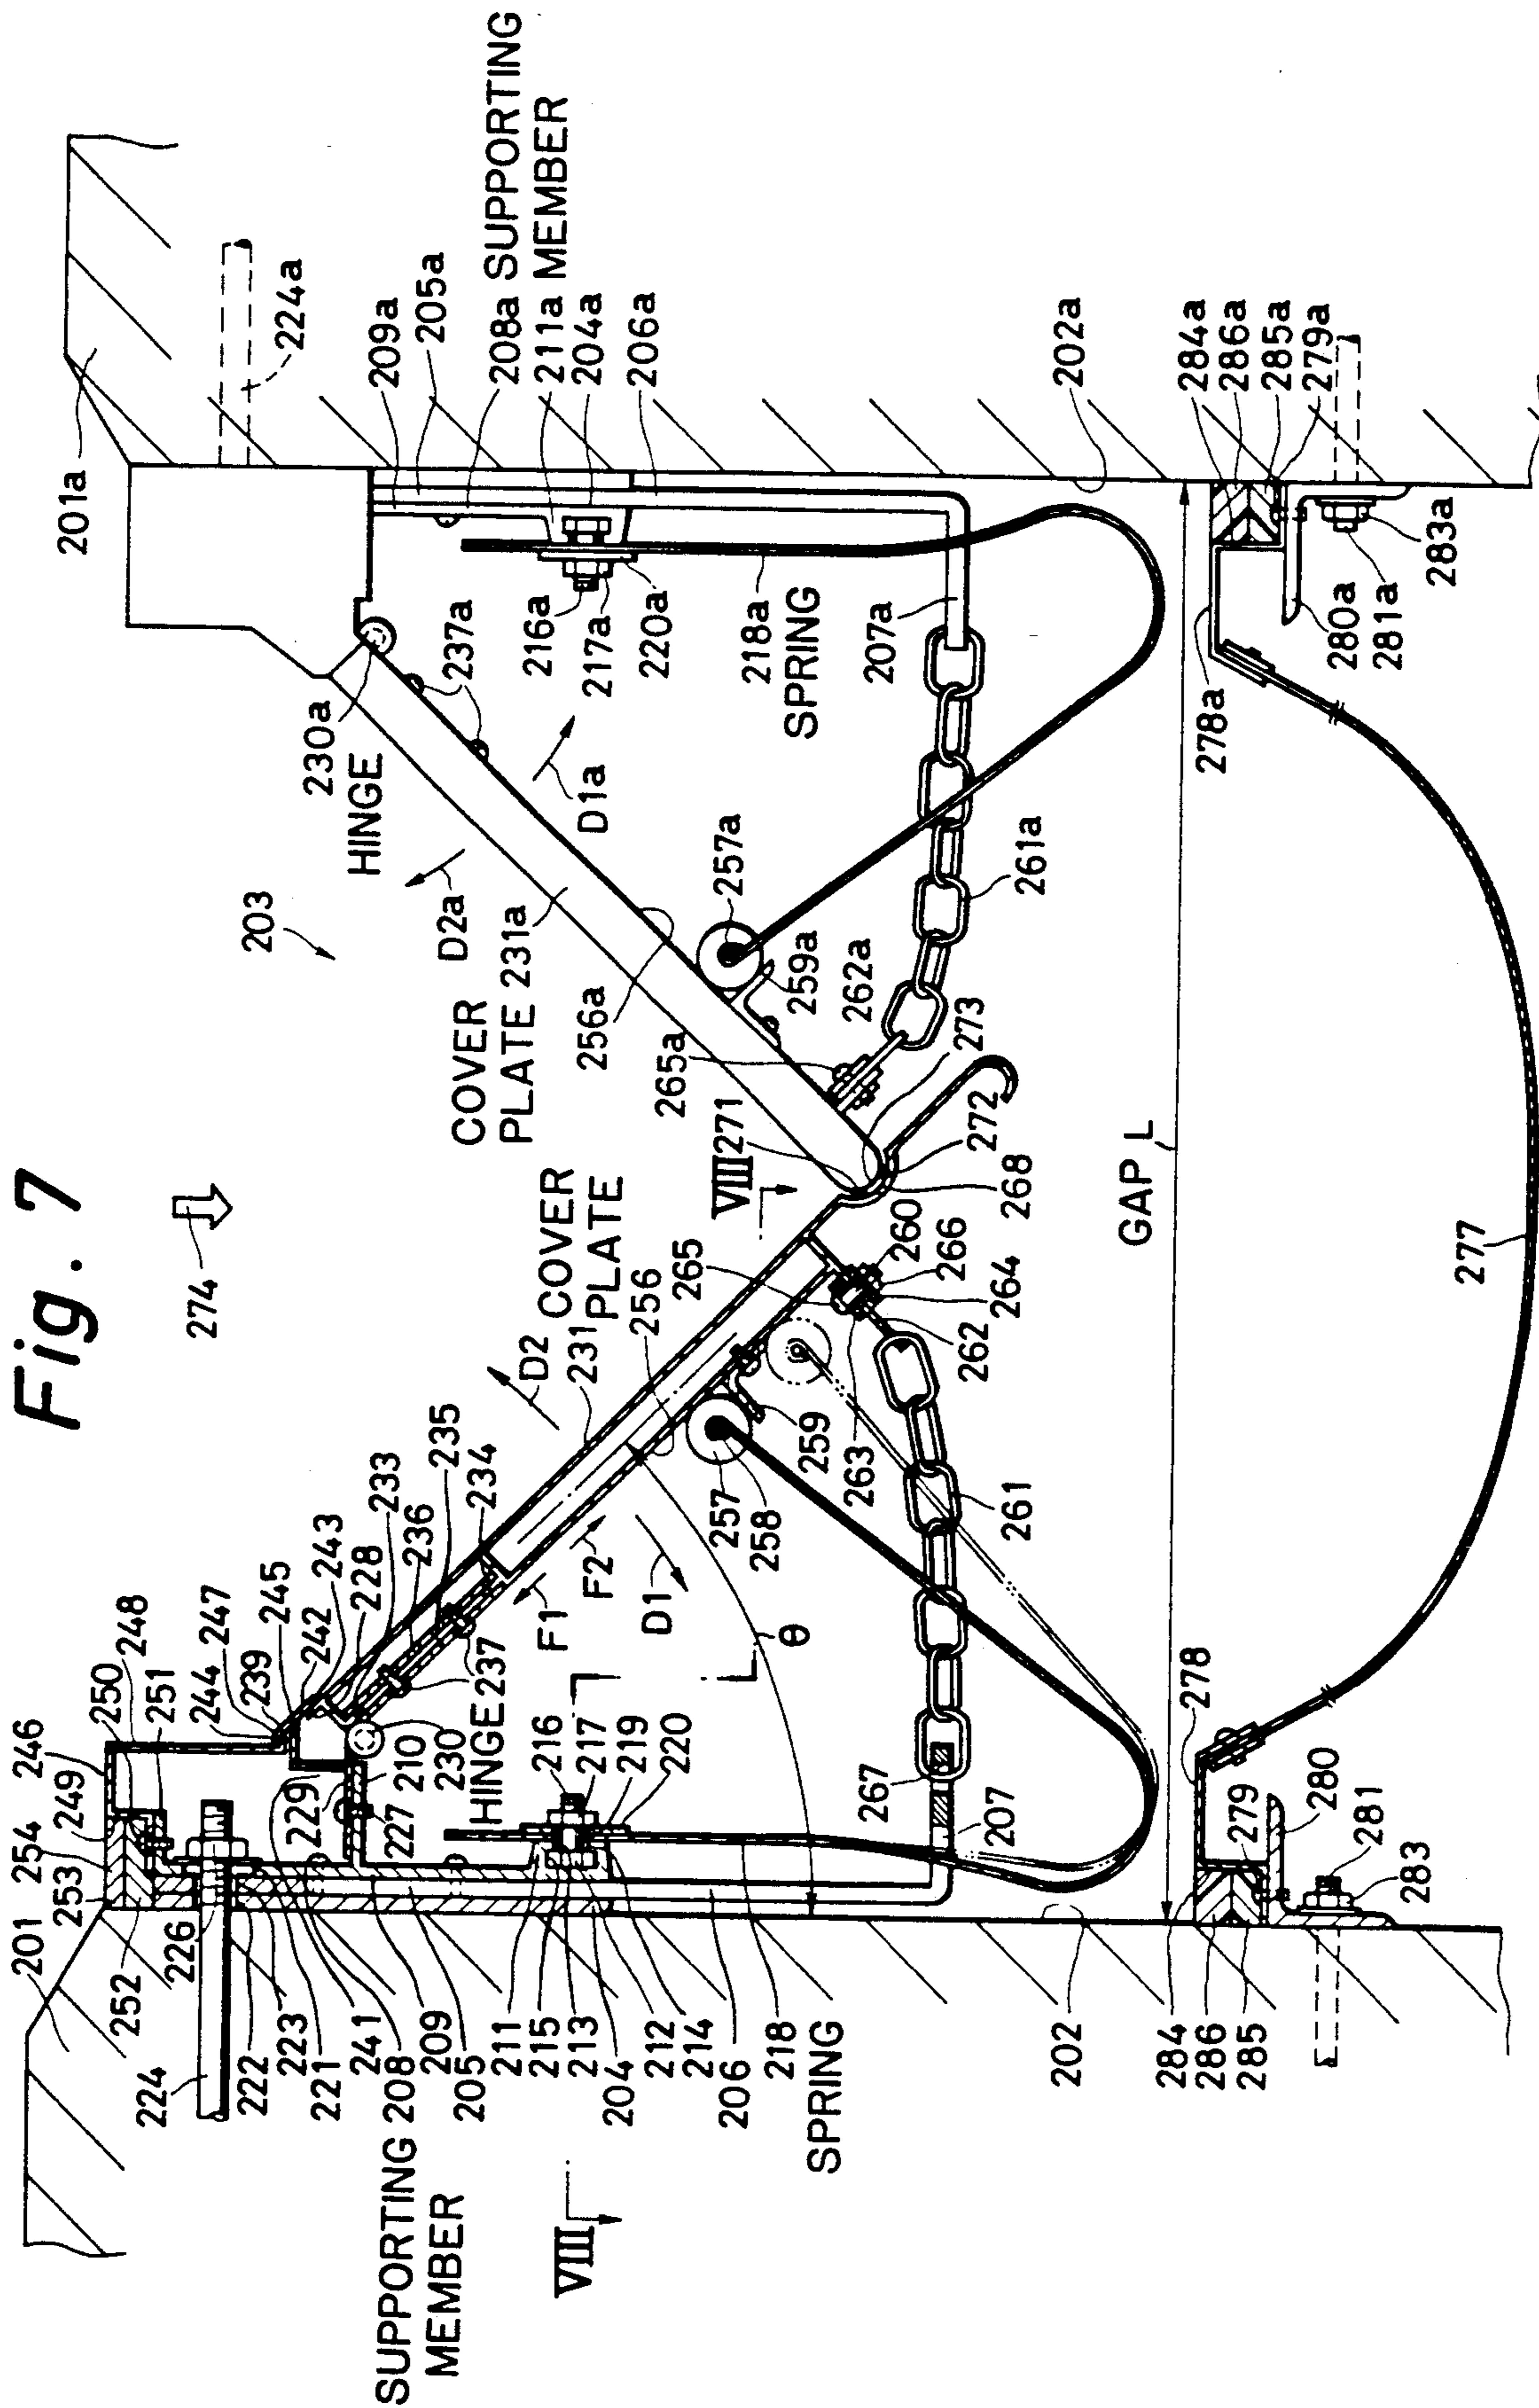 Fig. 7
274
203
201
254
249
246
250
248
251
244
247
239
245
242
243
228
233
236
235
234
253
252
224
226
222
223
221
241
208
209
205
SUPPORTING
MEMBER
229
210
227
230
HINGE
237
F1
F2
D1
D2
231
COVER
PLATE
256
θ
216
217
219
220
211
215
213
204
212
214
218
206
SPRING
202
VIII
257
258
259
263
262
264
266
260
265
261
267
207
VIII
271
268
272
273
COVER
PLATE 231a
D2a
D1a
HINGE
230a
237a
256a
265a
262a
259a
257a
261a
201a
224a
209a
205a
208a SUPPORTING
211a MEMBER
204a
206a
216a
217a
220a
218a
SPRING
207a
202a
GAP L
284
286
285
278
279
280
281
283
277
278a
284a
286a
285a
279a
280a
281a
283a